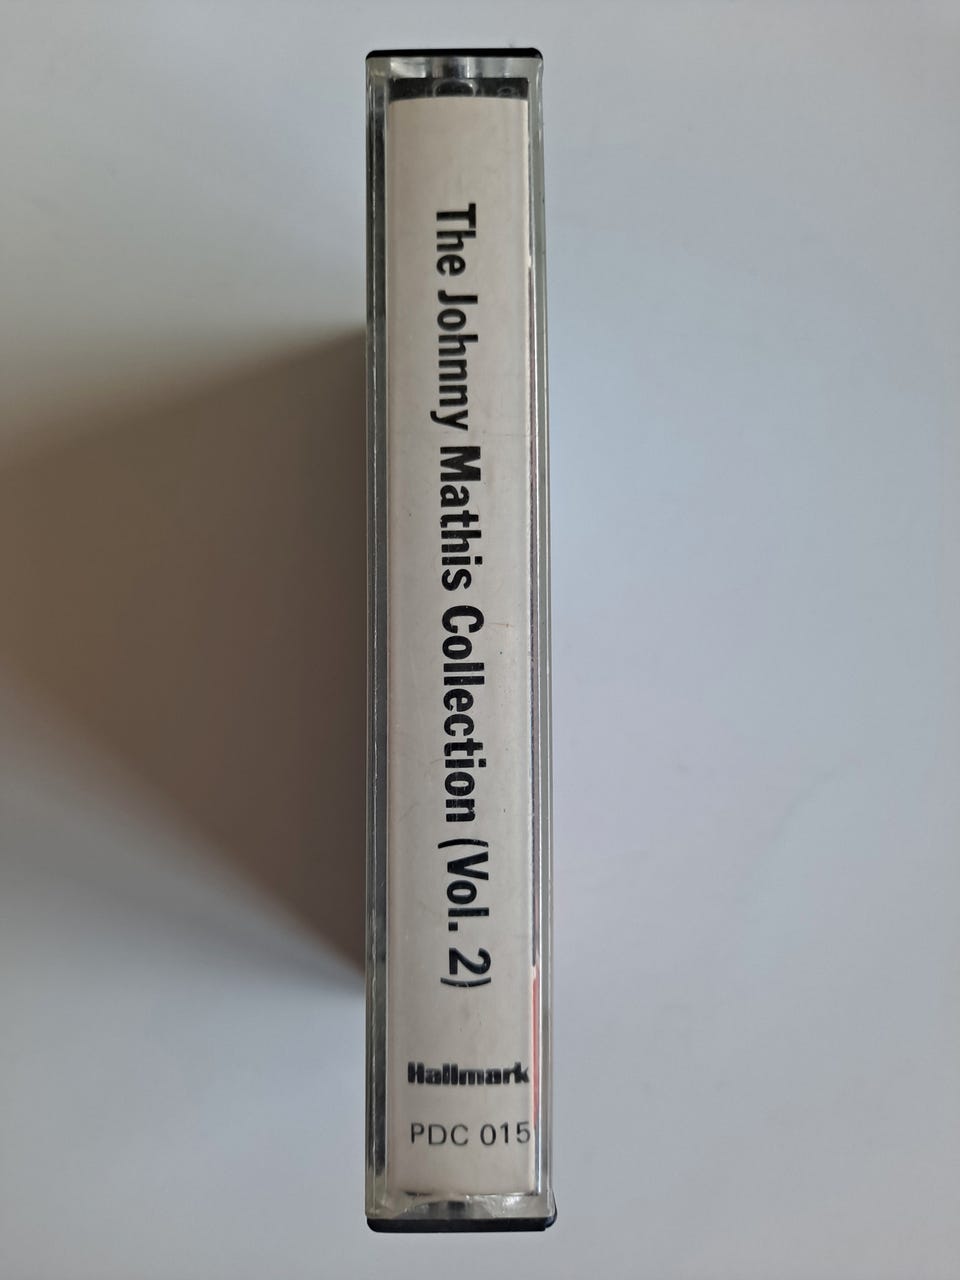 The Johnny Mathis Collection (Vol. 2)
Hallmark
PDC 015